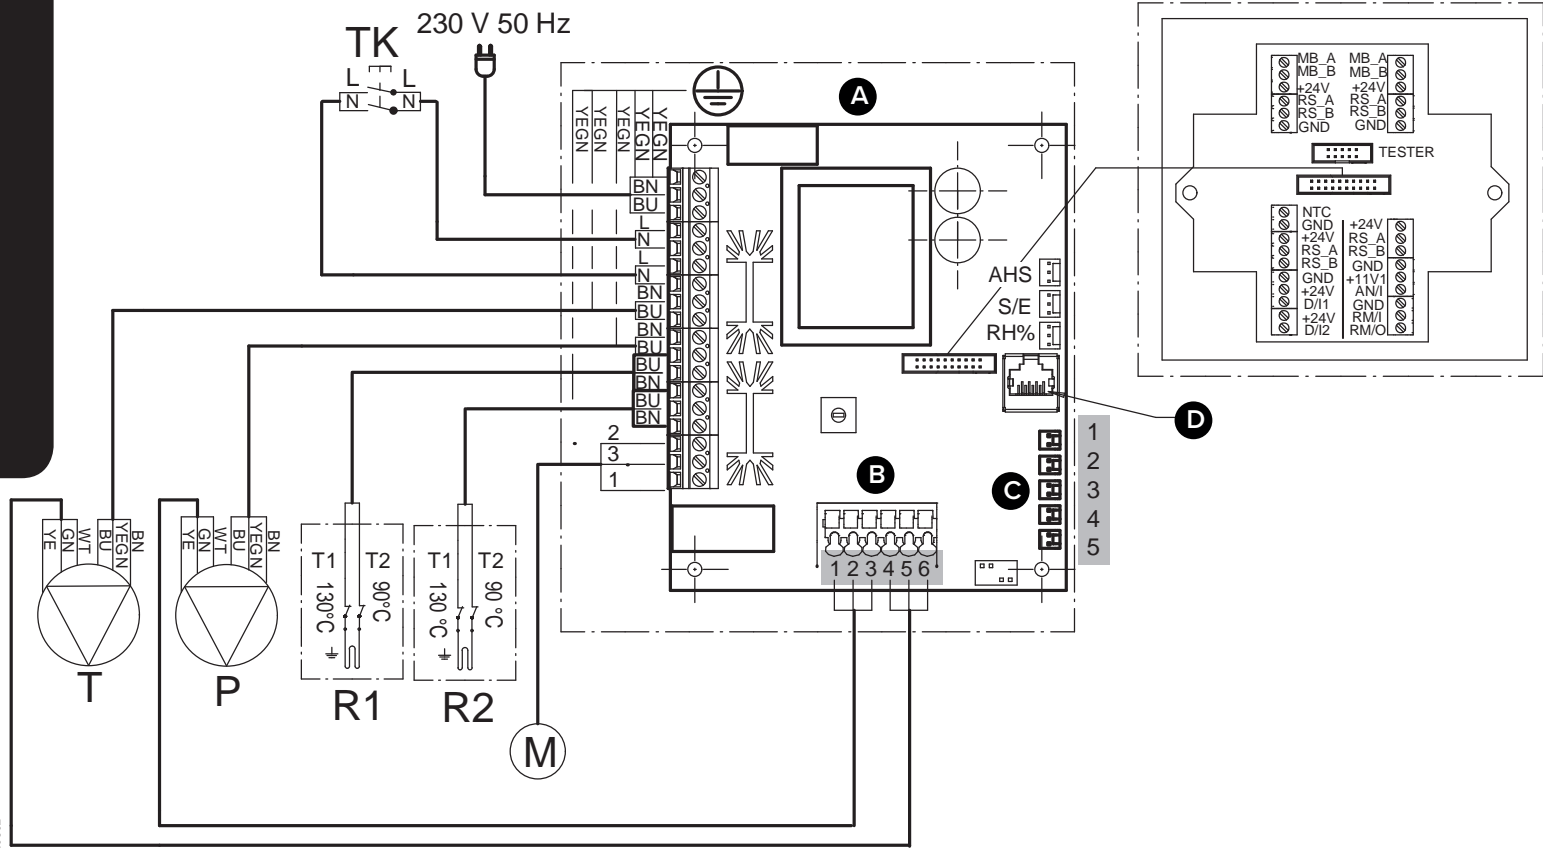 230 V 50 Hz
TK
L L
N N
YEGN
YEGN
YEGN
YEGN
YEGN
A
BN
BU
L
N
L
N
BN
BU
BN
BU
BU
BN
BU
BN
2
3
1
AHS
S/E
RH%
D
B
C
1
2
3
4
5
1 2 3 4 5 6
MB_A MB_A
MB_B MB_B
+24V +24V
RS_A RS_A
RS_B RS_B
GND GND
TESTER
NTC
GND
+24V
RS_A
RS_B
GND
+24V
D/I1
+24V
D/I2
+24V
RS_A
RS_B
GND
+11V1
AN/I
GND
RM/I
RM/O
YE
GN
WT
BU
YEGN
BN
T
YE
GN
WT
BU
YEGN
BN
P
T1 T2
130°C 90°C
R1
T1 T2
130 °C 90 °C
R2
M